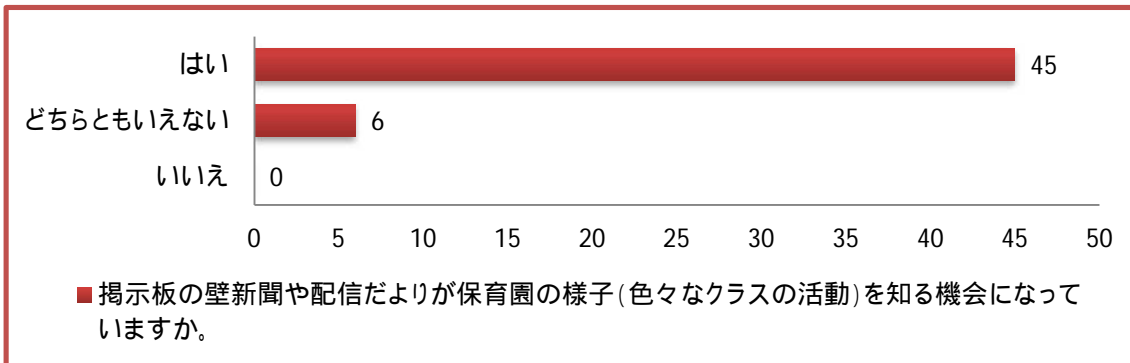 はい 45
どちらともいえない 6
いいえ 0
0 5 10 15 20 25 30 35 40 45 50
掲示板の壁新聞や配信だよりが保育園の様子(色々なクラスの活動)を知る機会になって
いますか。